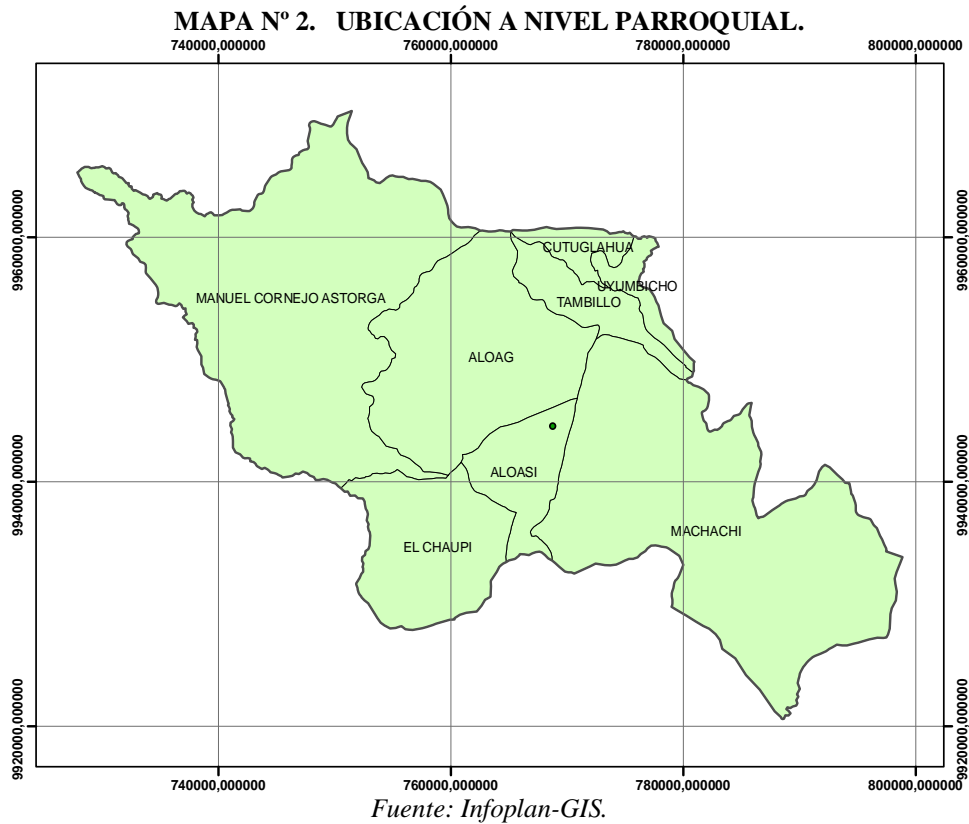 MAPA Nº 2. UBICACIÓN A NIVEL PARROQUIAL.
740000,000000 760000,000000 780000,000000 800000,000000
9960000,000000 9960000,000000
CUTUGLAHUA
UYUMBICHO
MANUEL CORNEJO ASTORGA
TAMBILLO
ALOAG
ALOASI
9940000,000000 9940000,000000
MACHACHI
EL CHAUPI
9920000,000000 9920000,000000
740000,000000 760000,000000 780000,000000 800000,000000
Fuente: Infoplan-GIS.